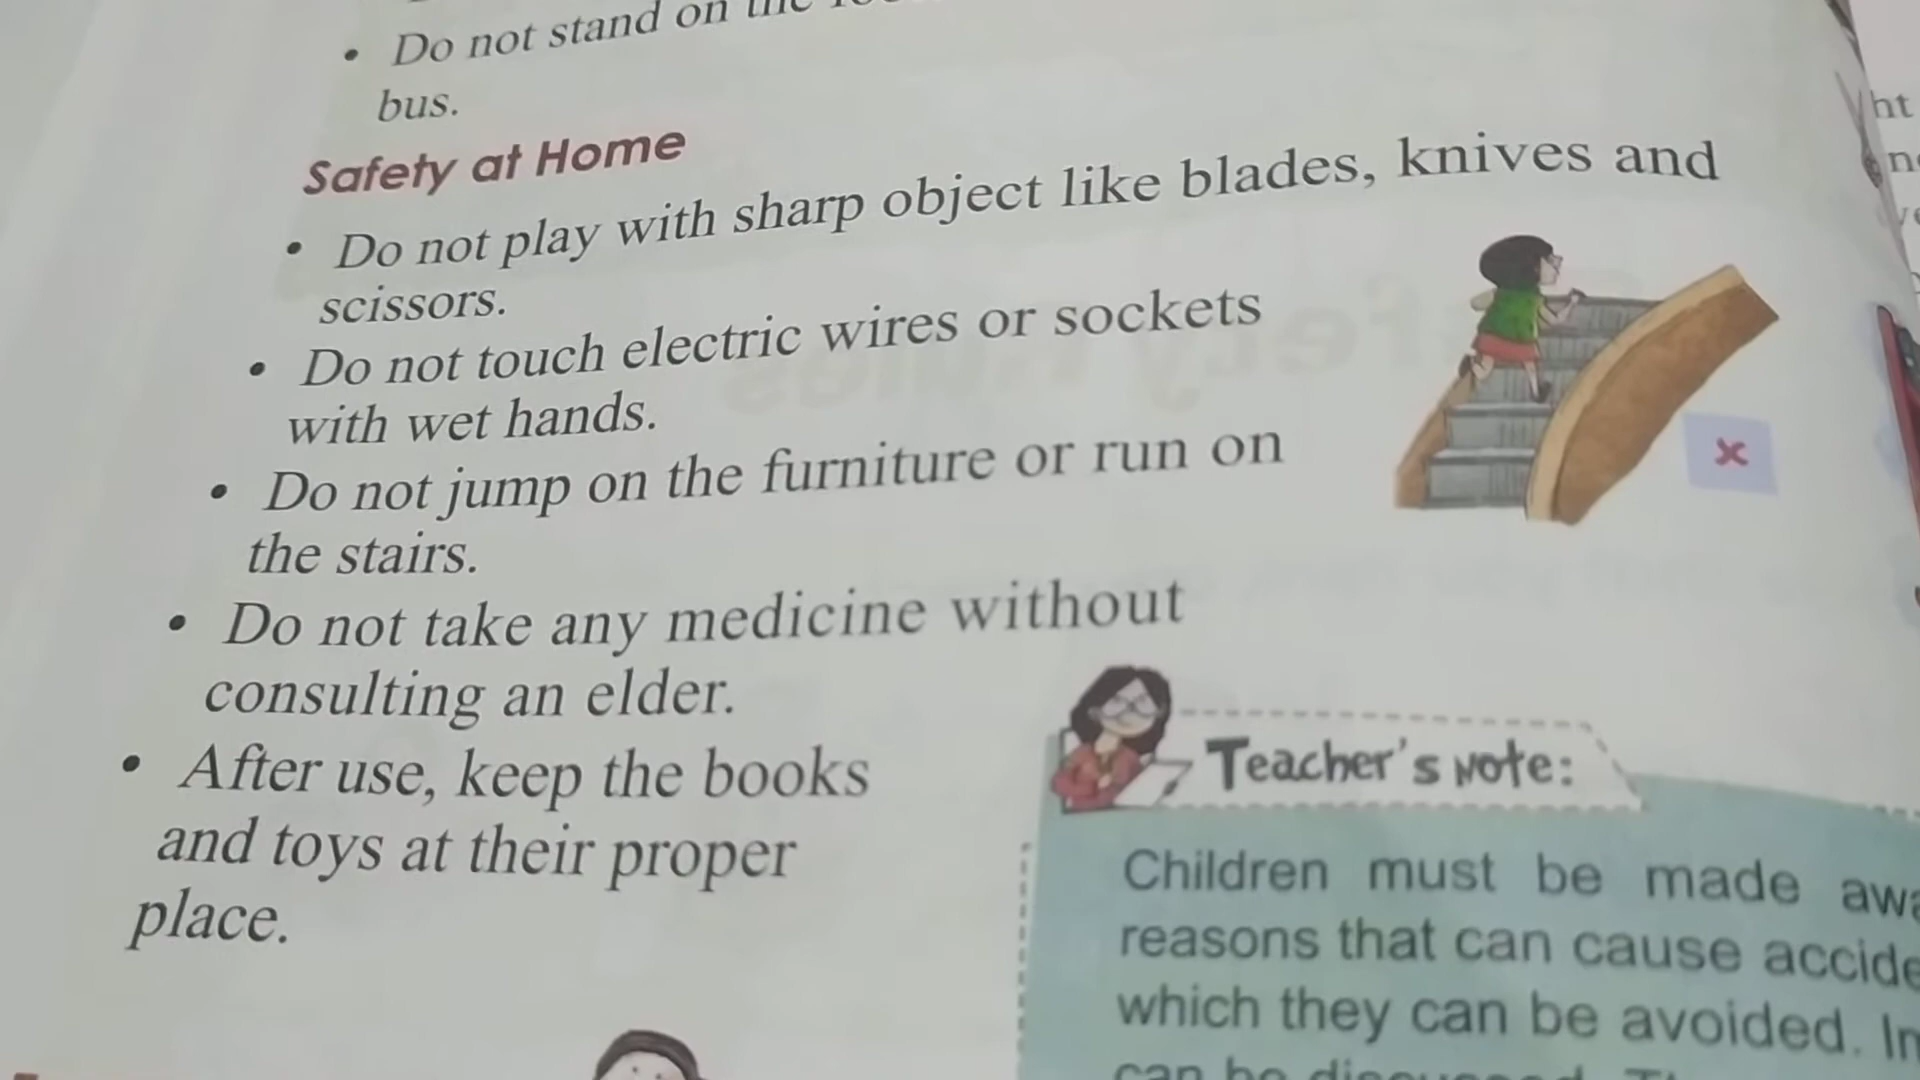 • Do not stand on the
bus.
Safety at Home
• Do not play with sharp object like blades, knives and
scissors.
• Do not touch electric wires or sockets
with wet hands.
• Do not jump on the furniture or run on
the stairs.
• Do not take any medicine without
consulting an elder.
• After use, keep the books
and toys at their proper
place.
Teacher's Note:
Children must be made
reasons that can cause
which they can be avoided.
can be